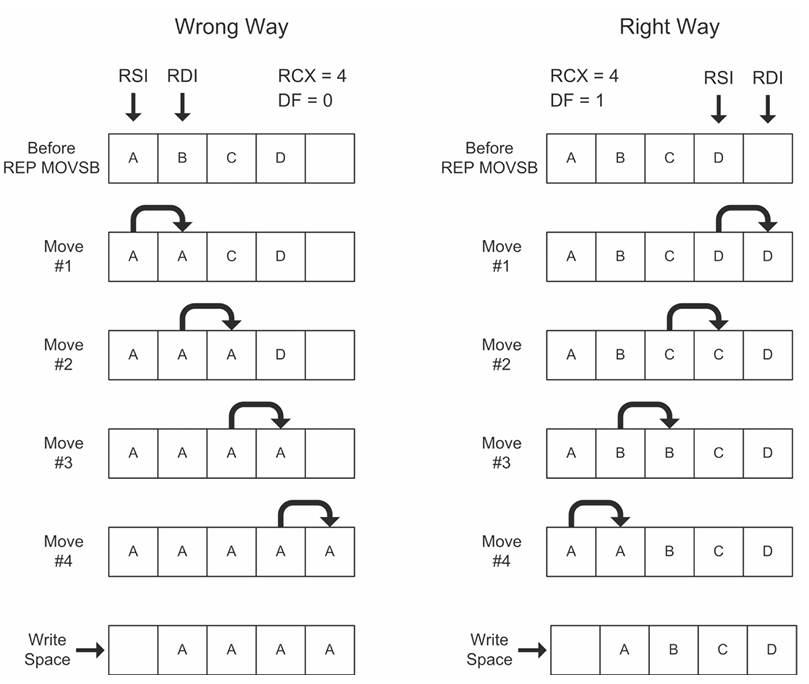 Wrong Way
RSI RDI RCX = 4
DF = 0
Before
REP MOVSB
A B C D
Move
#1
A A C D
Move
#2
A A A D
Move
#3
A A A A
Move
#4
A A A A A
Write
Space
A A A A
Right Way
RCX = 4
DF = 1
RSI RDI
Before
REP MOVSB
A B C D
Move
#1
A B C D D
Move
#2
A B C C D
Move
#3
A B B C D
Move
#4
A A B C D
Write
Space
A B C D